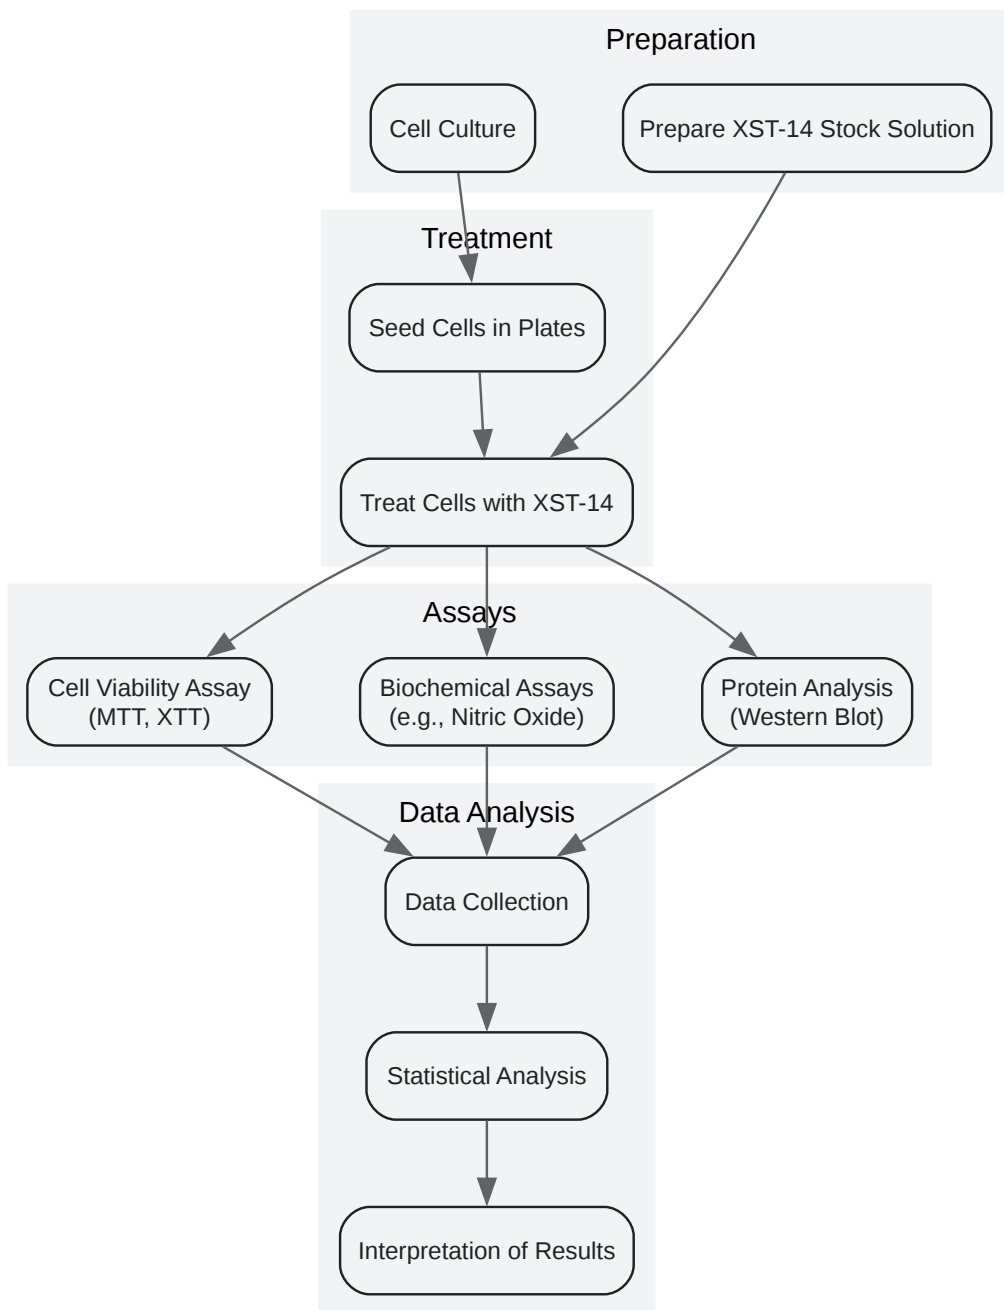 Preparation
Cell Culture
Prepare XST-14 Stock Solution
Treatment
Seed Cells in Plates
Treat Cells with XST-14
Assays
Cell Viability Assay
(MTT, XTT)
Biochemical Assays
(e.g., Nitric Oxide)
Protein Analysis
(Western Blot)
Data Analysis
Data Collection
Statistical Analysis
Interpretation of Results